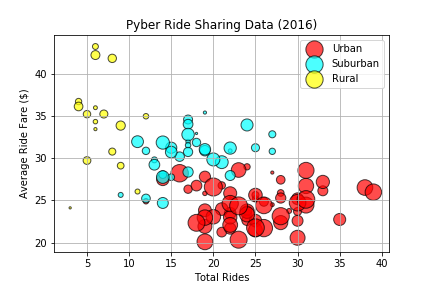 Pyber Ride Sharing Data (2016)
Urban
Suburban
Rural
Average Ride Fare ($)
40
35
30
25
20
5 10 15 20 25 30 35 40
Total Rides